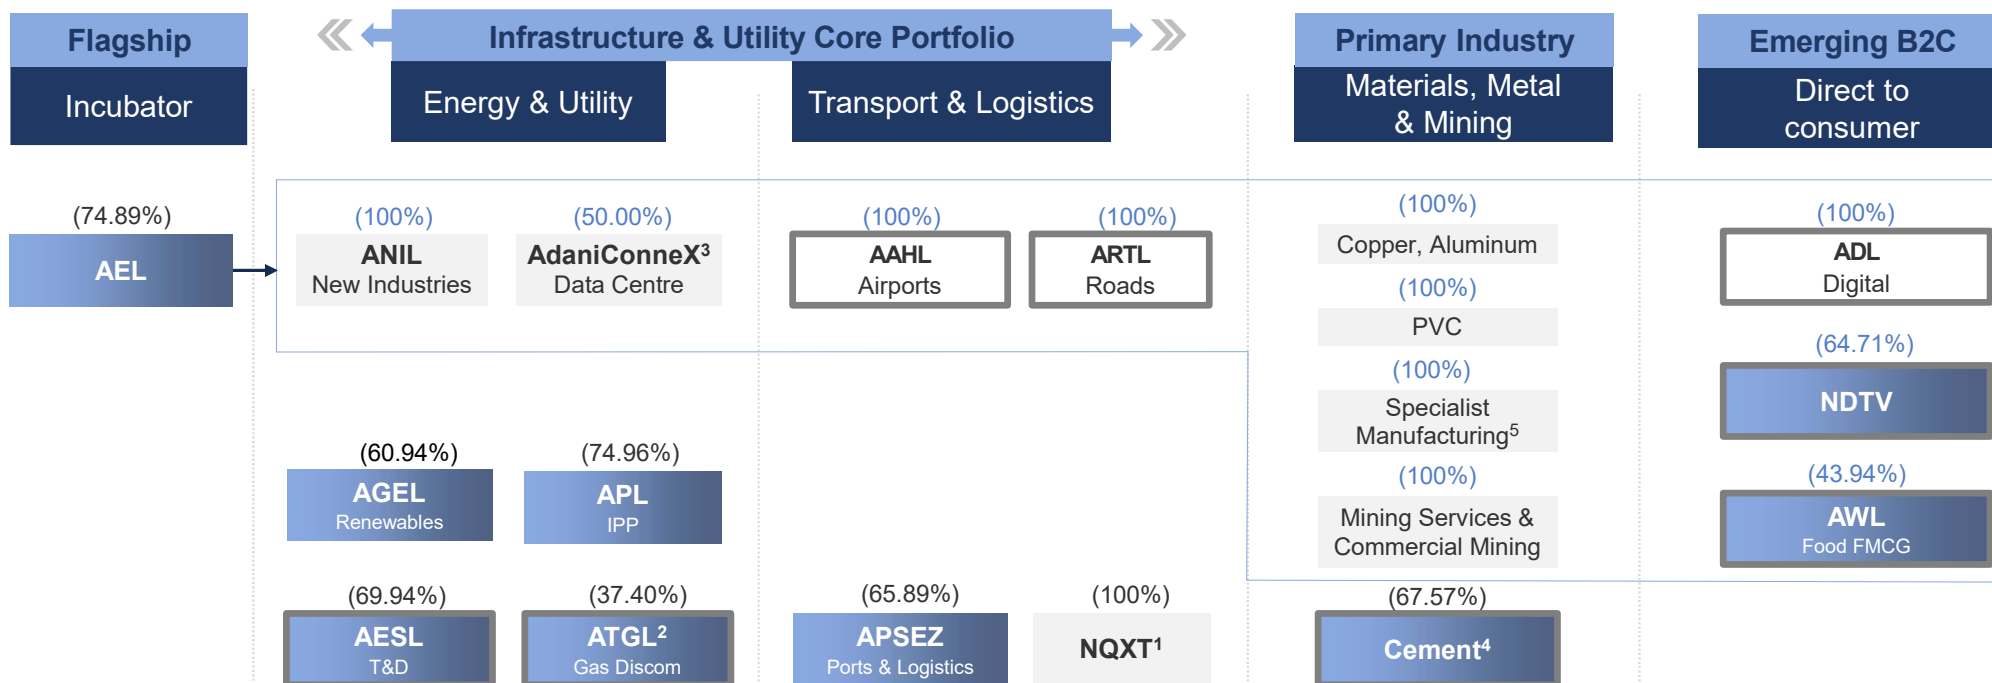 Flagship
Infrastructure & Utility Core Portfolio
Primary Industry
Emerging B2C
Incubator
Energy & Utility
Transport & Logistics
Materials, Metal
& Mining
Direct to
consumer
(74.89%)
AEL
(100%)
ANIL
New Industries
(50.00%)
AdaniConneX³
Data Centre
(100%)
AAHL
Airports
(100%)
ARTL
Roads
(100%)
Copper, Aluminum
(100%)
PVC
(100%)
Specialist
Manufacturing⁵
(100%)
Mining Services &
Commercial Mining
(100%)
ADL
Digital
(64.71%)
NDTV
(43.94%)
AWL
Food FMCG
(60.94%)
AGEL
Renewables
(74.96%)
APL
IPP
(69.94%)
AESL
T&D
(37.40%)
ATGL²
Gas Discom
(65.89%)
APSEZ
Ports & Logistics
(100%)
NQXT¹
(67.57%)
Cement⁴